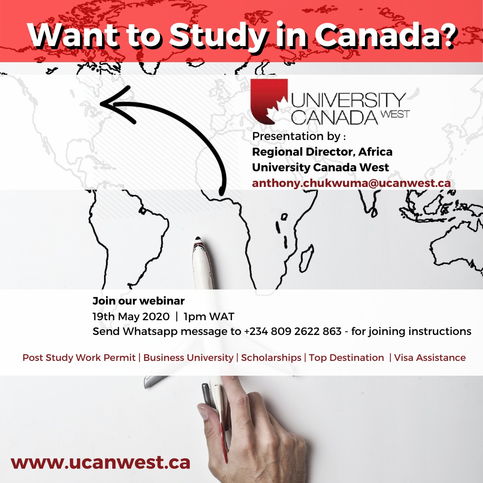 Want to Study in Canada?
UNIVERSITY
CANADA WEST
Presentation by :
Regional Director, Africa
University Canada West
anthony.chukwuma@ucanwest.ca
Join our webinar
19th May 2020 | 1pm WAT
Send Whatsapp message to +234 809 2622 863 - for joining instructions
Post Study Work Permit | Business University | Scholarships | Top Destination | Visa Assistance
www.ucanwest.ca